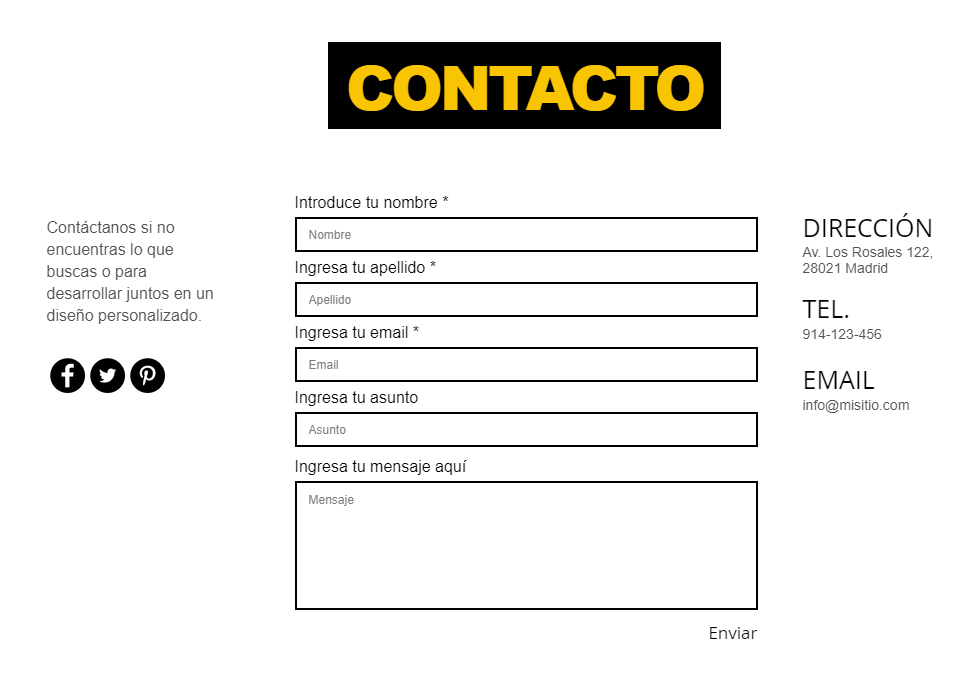 CONTACTO
Contáctanos si no
encuentras lo que
buscas o para
desarrollar juntos en un
diseño personalizado.
Introduce tu nombre *
Nombre
Ingresa tu apellido *
Apellido
Ingresa tu email *
Email
Ingresa tu asunto
Asunto
Ingresa tu mensaje aquí
Mensaje
Enviar
DIRECCIÓN
Av. Los Rosales 122,
28021 Madrid
TEL.
914-123-456
EMAIL
info@misitio.com